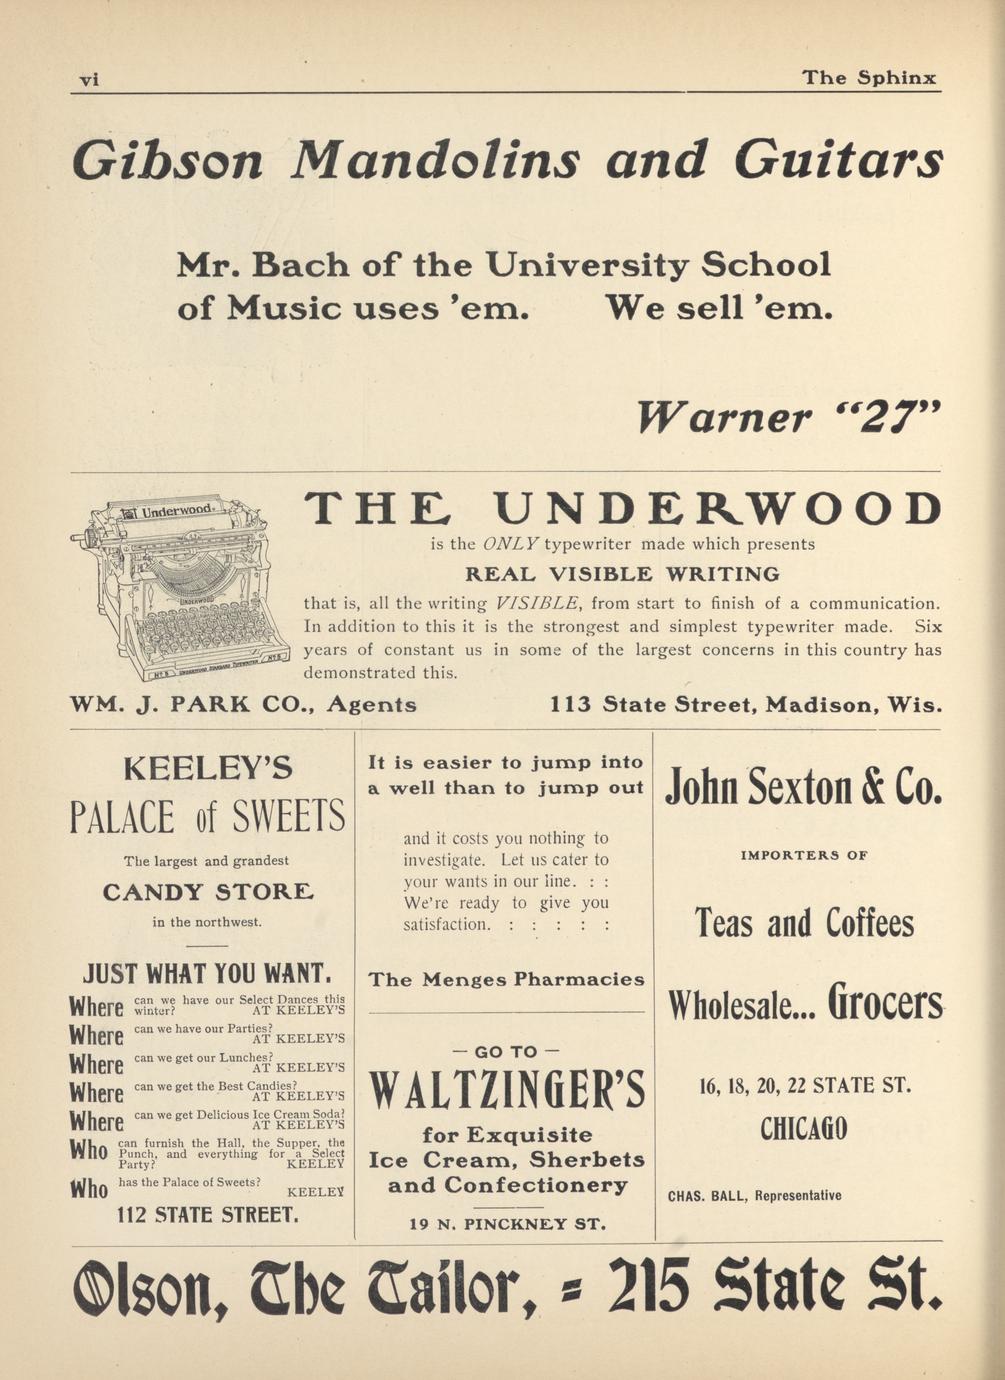 vi
The Sphinx
Gibson Mandolins and Guitars
Mr. Bach of the University School
of Music uses 'em. We sell 'em.
Warner "27"
Underwood
UNDERWOOD
No 5 UNDERWOOD STANDARD TYPEWRITER No 5
THE UNDERWOOD
is the ONLY typewriter made which presents
REAL VISIBLE WRITING
that is, all the writing VISIBLE, from start to finish of a communication.
In addition to this it is the strongest and simplest typewriter made. Six
years of constant us in some of the largest concerns in this country has
demonstrated this.
WM. J. PARK CO., Agents
113 State Street, Madison, Wis.
KEELEY'S
PALACE of SWEETS
The largest and grandest
CANDY STORE
in the northwest.
JUST WHAT YOU WANT.
Where can we have our Select Dances this
winter? AT KEELEY'S
Where can we have our Parties?
AT KEELEY'S
Where can we get our Lunches?
AT KEELEY'S
Where can we get the Best Candies?
AT KEELEY'S
Where can we get Delicious Ice Cream Soda?
AT KEELEY'S
Who can furnish the Hall, the Supper, the
Punch, and everything for a Select
Party? KEELEY
Who has the Palace of Sweets?
KEELEY
112 STATE STREET.
It is easier to jump into
a well than to jump out
and it costs you nothing to
investigate. Let us cater to
your wants in our line. : :
We're ready to give you
satisfaction. : : : : :
The Menges Pharmacies
— GO TO —
WALTZINGER'S
for Exquisite
Ice Cream, Sherbets
and Confectionery
19 N. PINCKNEY ST.
John Sexton & Co.
IMPORTERS OF
Teas and Coffees
Wholesale... Grocers
16, 18, 20, 22 STATE ST.
CHICAGO
CHAS. BALL, Representative
Olson, The Tailor, = 215 State St.